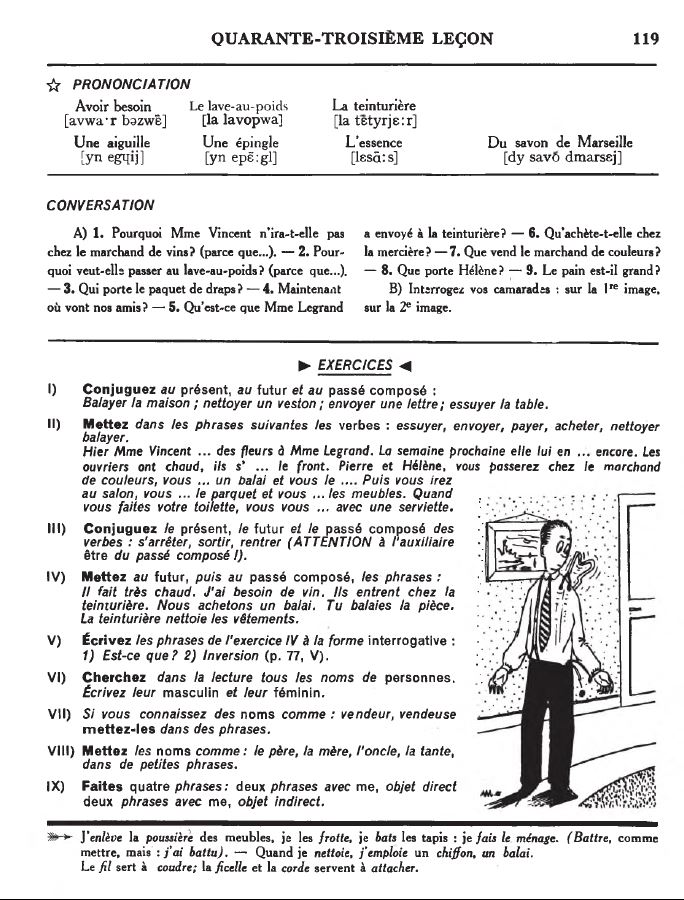 QUARANTE-TROISIÈME LEÇON 119
☆ PRONONCIATION
Avoir besoin Le lave-au-poids La teinturière
[avwa·r bəzwɛ̃] [la lavopwa] [la tɛ̃tyrjɛ:r]
Une aiguille Une épingle L'essence Du savon de Marseille
[yn egɥij] [yn epɛ̃:gl] [lɛsɑ̃:s] [dy savõ dmarsɛj]
CONVERSATION
A) 1. Pourquoi Mme Vincent n'ira-t-elle pas
chez le marchand de vins? (parce que...). — 2. Pour-
quoi veut-elle passer au lave-au-poids? (parce que...).
— 3. Qui porte le paquet de draps? — 4. Maintenant
où vont nos amis? — 5. Qu'est-ce que Mme Legrand
a envoyé à la teinturière? — 6. Qu'achète-t-elle chez
la mercière? — 7. Que vend le marchand de couleurs?
— 8. Que porte Hélène? — 9. Le pain est-il grand?
B) Interrogez vos camarades : sur la 1re image,
sur la 2e image.
► EXERCICES ◄
I) Conjuguez au présent, au futur et au passé composé :
Balayer la maison ; nettoyer un veston ; envoyer une lettre ; essuyer la table.
II) Mettez dans les phrases suivantes les verbes : essuyer, envoyer, payer, acheter, nettoyer
balayer.
Hier Mme Vincent ... des fleurs à Mme Legrand. La semaine prochaine elle lui en ... encore. Les
ouvriers ont chaud, ils s' ... le front. Pierre et Hélène, vous passerez chez le marchand
de couleurs, vous ... un balai et vous le .... Puis vous irez
au salon, vous ... le parquet et vous ... les meubles. Quand
vous faites votre toilette, vous vous ... avec une serviette.
III) Conjuguez le présent, le futur et le passé composé des
verbes : s'arrêter, sortir, rentrer (ATTENTION à l'auxiliaire
être du passé composé !).
IV) Mettez au futur, puis au passé composé, les phrases :
Il fait très chaud. J'ai besoin de vin. Ils entrent chez la
teinturière. Nous achetons un balai. Tu balaies la pièce.
La teinturière nettoie les vêtements.
V) Écrivez les phrases de l'exercice IV à la forme interrogative :
1) Est-ce que ? 2) Inversion (p. 77, V).
VI) Cherchez dans la lecture tous les noms de personnes.
Écrivez leur masculin et leur féminin.
VII) Si vous connaissez des noms comme : vendeur, vendeuse
mettez-les dans des phrases.
VIII) Mettez les noms comme : le père, la mère, l'oncle, la tante,
dans de petites phrases.
IX) Faites quatre phrases : deux phrases avec me, objet direct
deux phrases avec me, objet indirect.
J'enlève la poussière des meubles, je les frotte, je bats les tapis : je fais le ménage. (Battre, comme
mettre, mais : j'ai battu). — Quand je nettoie, j'emploie un chiffon, un balai.
Le fil sert à coudre; la ficelle et la corde servent à attacher.